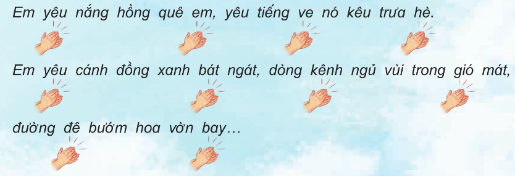 Em yêu nắng hồng quê em, yêu tiếng ve nó kêu trưa hè.
Em yêu cánh đồng xanh bát ngát, dòng kênh ngủ vùi trong gió mát,
đường đê bướm hoa vờn bay...